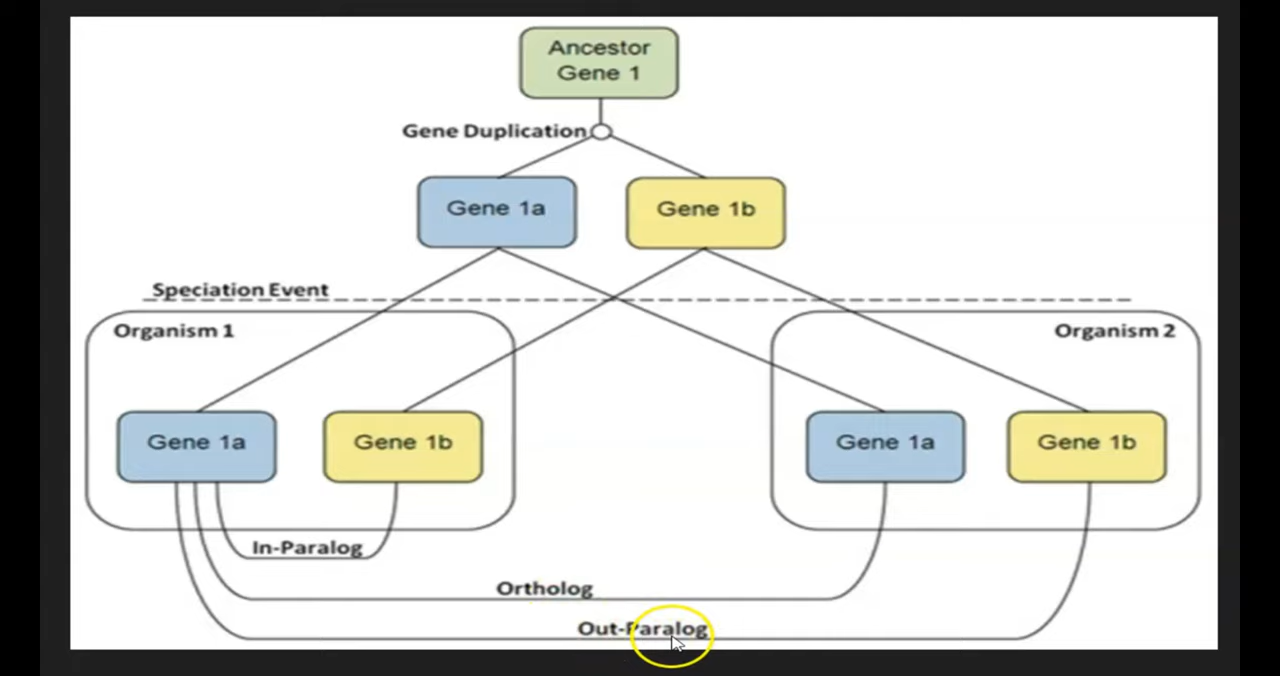 Ancestor
Gene 1
Gene Duplication
Gene 1a
Gene 1b
Speciation Event
Organism 1
Organism 2
Gene 1a
Gene 1b
Gene 1a
Gene 1b
In-Paralog
Ortholog
Out-Paralog